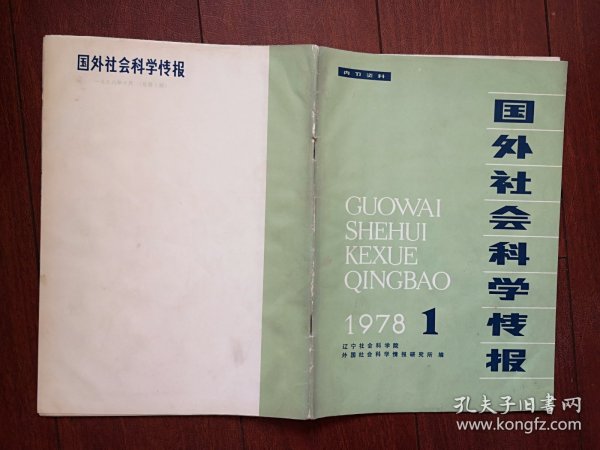 国外社会科学情报
内部资料
国外社会科学情报
GUOWAI
SHEHUI
KEXUE
QINGBAO
1978 1
辽宁社会科学院
外国社会科学情报研究所 编
孔夫子旧书网
www.kongfz.com